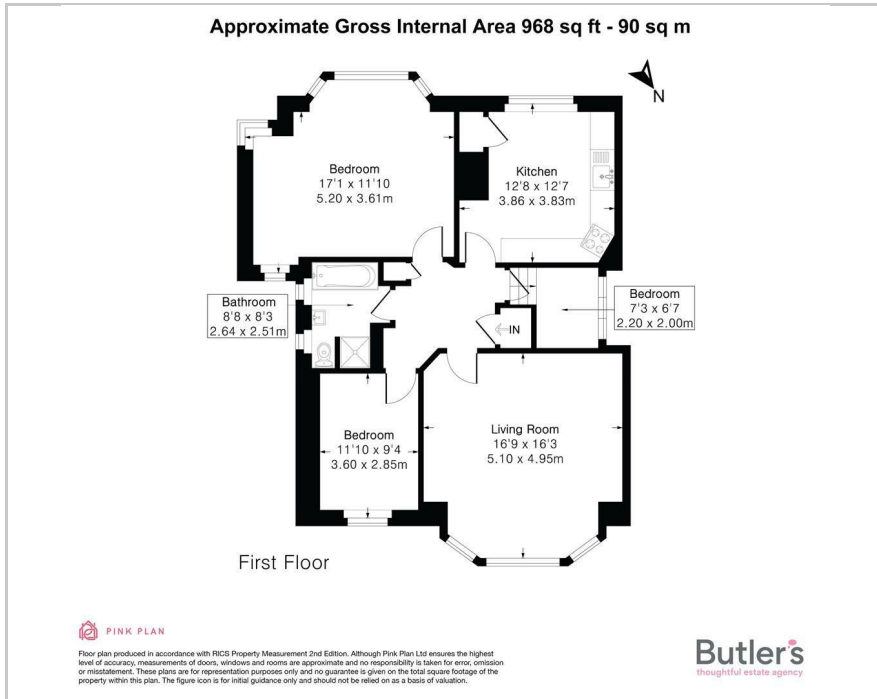 Approximate Gross Internal Area 968 sq ft - 90 sq m
N
Bedroom
17'1 x 11'10
5.20 x 3.61m
Kitchen
12'8 x 12'7
3.86 x 3.83m
Bathroom
8'8 x 8'3
2.64 x 2.51m
Bedroom
7'3 x 6'7
2.20 x 2.00m
IN
Bedroom
11'10 x 9'4
3.60 x 2.85m
Living Room
16'9 x 16'3
5.10 x 4.95m
First Floor
PINK PLAN
Floor plan produced in accordance with RICS Property Measurement 2nd Edition. Although Pink Plan Ltd ensures the highest
level of accuracy, measurements of doors, windows and rooms are approximate and no responsibility is taken for error, omission
or misstatement. These plans are for representation purposes only and no guarantee is given on the total square footage of the
property within this plan. The figure icon is for initial guidance only and should not be relied on as a basis of valuation.
Butler's
thoughtful estate agency